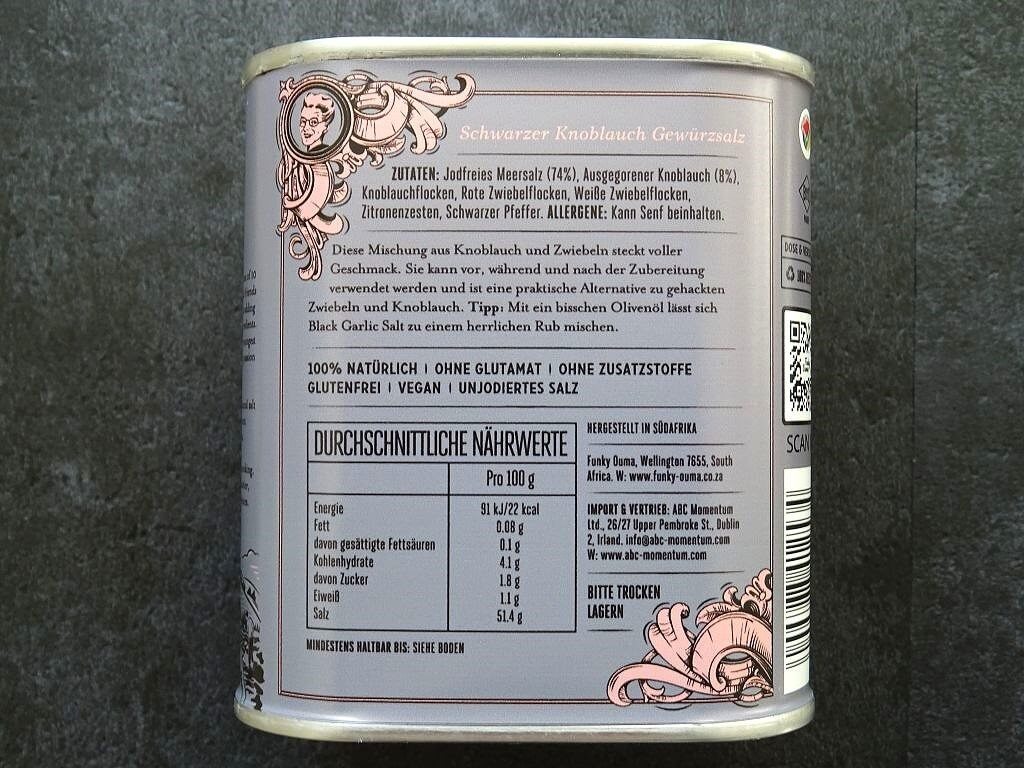 Schwarzer Knoblauch Gewürzsalz
ZUTATEN: Jodfreies Meersalz (74%), Ausgegorener Knoblauch (8%),
Knoblauchflocken, Rote Zwiebelflocken, Weiße Zwiebelflocken,
Zitronenzesten, Schwarzer Pfeffer. ALLERGENE: Kann Senf beinhalten.
Diese Mischung aus Knoblauch und Zwiebeln steckt voller
Geschmack. Sie kann vor, während und nach der Zubereitung
verwendet werden und ist eine praktische Alternative zu gehackten
Zwiebeln und Knoblauch. Tipp: Mit ein bisschen Olivenöl lässt sich
Black Garlic Salt zu einem herrlichen Rub mischen.
100% NATÜRLICH | OHNE GLUTAMAT | OHNE ZUSATZSTOFFE
GLUTENFREI | VEGAN | UNJODIERTES SALZ
DURCHSCHNITTLICHE NÄHRWERTE
Pro 100 g
Energie 91 kJ/22 kcal
Fett 0.08 g
davon gesättigte Fettsäuren 0.1 g
Kohlenhydrate 4.1 g
davon Zucker 1.8 g
Eiweiß 1.1 g
Salz 51.4 g
MINDESTENS HALTBAR BIS: SIEHE BODEN
HERGESTELLT IN SÜDAFRIKA
Funky Ouma, Wellington 7655, South
Africa. W: www.funky-ouma.co.za
IMPORT & VERTRIEB: ABC Momentum
Ltd., 26/27 Upper Pembroke St., Dublin
2, Irland. info@abc-momentum.com
W: www.abc-momentum.com
BITTE TROCKEN
LAGERN
DOSE &
SCAN